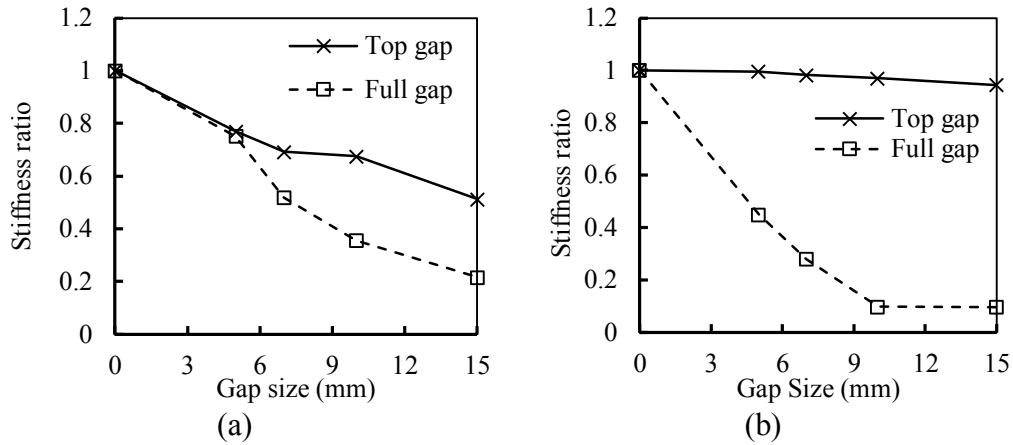 Stiffness ratio
1.2
1
0.8
0.6
0.4
0.2
0
0 3 6 9 12 15
Gap size (mm)
Top gap
Full gap
(a)
Stiffness ratio
1.2
1
0.8
0.6
0.4
0.2
0
0 3 6 9 12 15
Gap Size (mm)
Top gap
Full gap
(b)